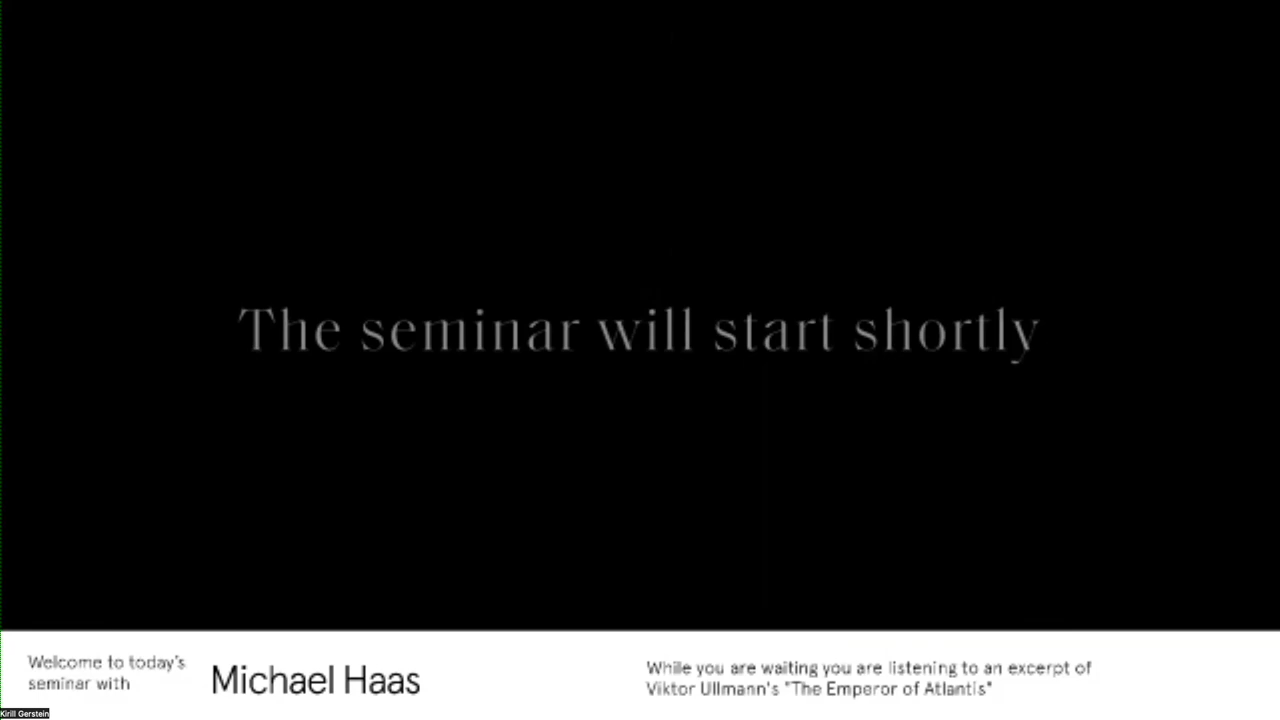 The seminar will start shortly
Welcome to today's
seminar with
Michael Haas
While you are waiting you are listening to an excerpt of
Viktor Ullmann's "The Emperor of Atlantis"
Kirill Gerstein